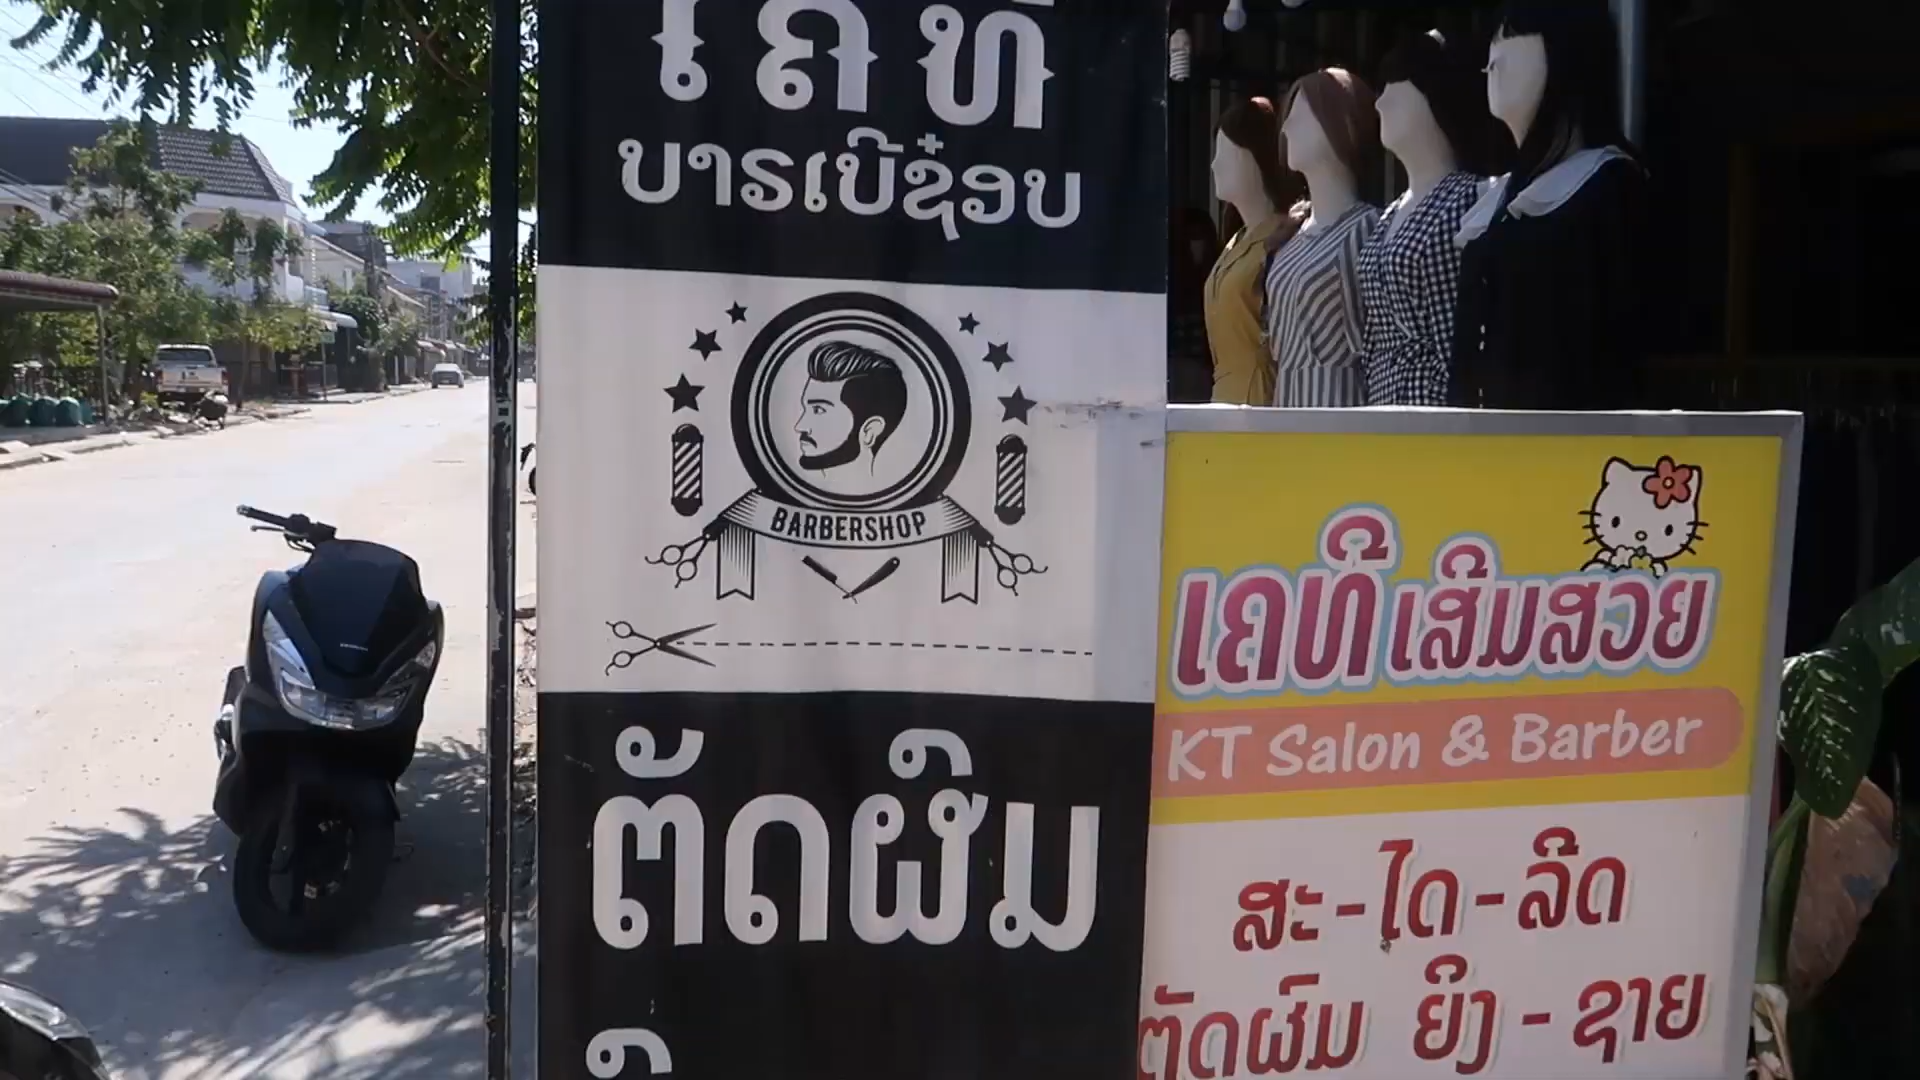 ເຄທີ
ບາຣເບີຊ໋ອບ
BARBERSHOP
ຕັດຜົມ
ເຄທີ ເສີມສວຍ
KT Salon & Barber
ສະ-ໄດ-ລີດ
ຕັດຜົມ ຍິງ - ຊາຍ